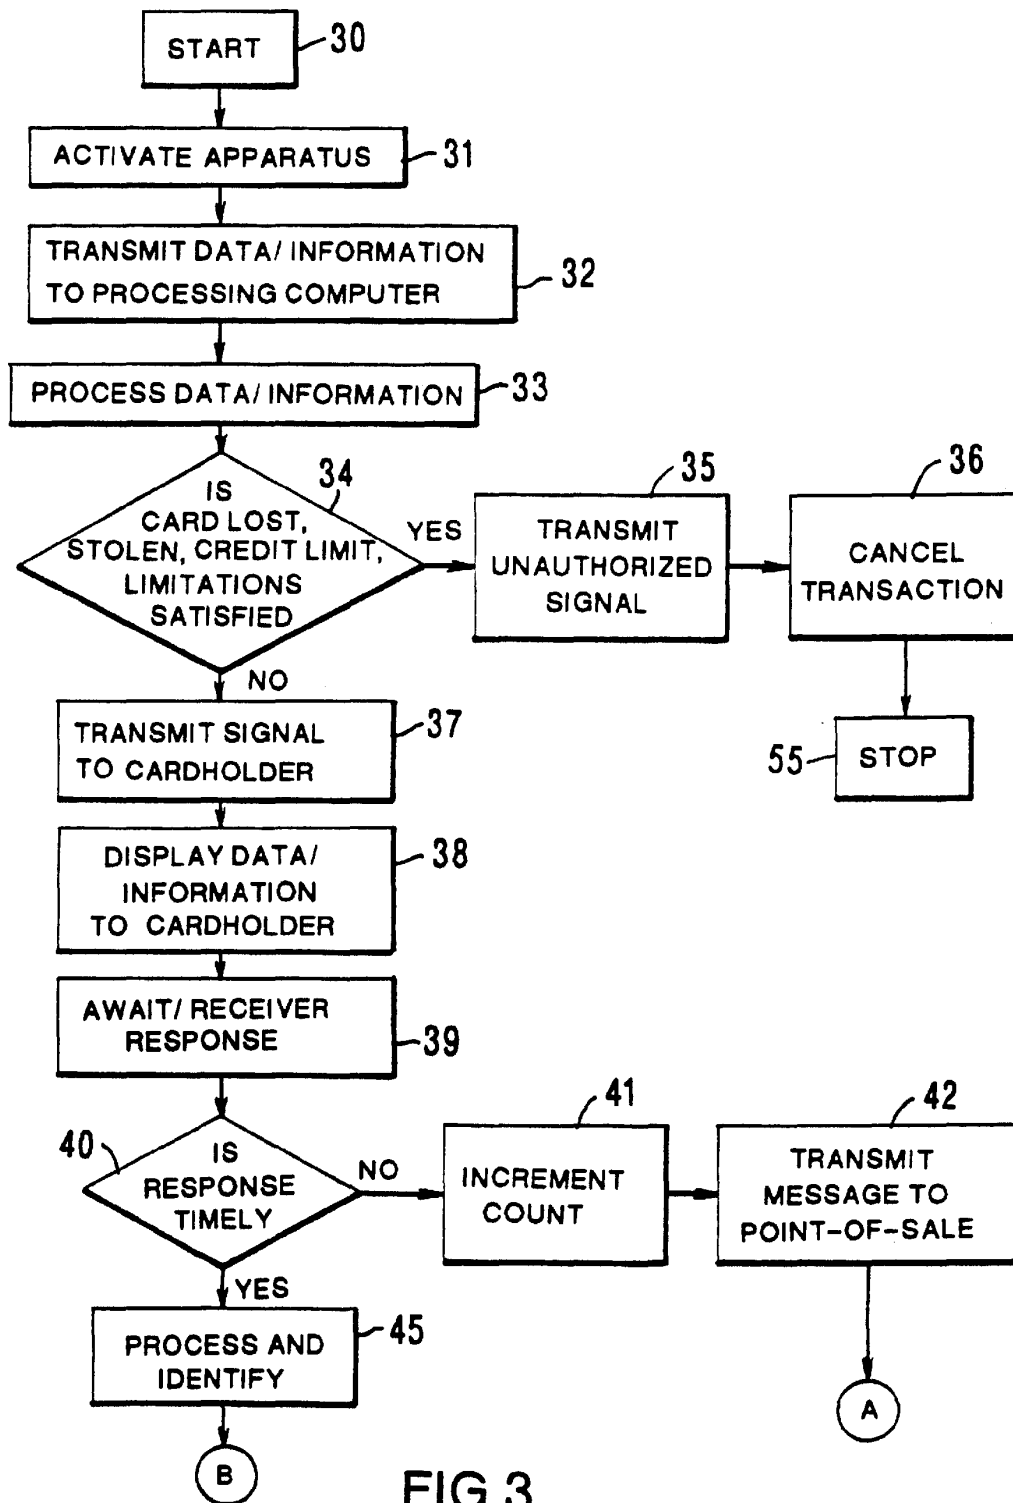 START
30
ACTIVATE APPARATUS
31
TRANSMIT DATA/ INFORMATION
TO PROCESSING COMPUTER
32
PROCESS DATA/ INFORMATION
33
IS
CARD LOST,
STOLEN, CREDIT LIMIT,
LIMITATIONS
SATISFIED
34
YES
TRANSMIT
UNAUTHORIZED
SIGNAL
35
CANCEL
TRANSACTION
36
STOP
55
NO
TRANSMIT SIGNAL
TO CARDHOLDER
37
DISPLAY DATA/
INFORMATION
TO CARDHOLDER
38
AWAIT/ RECEIVER
RESPONSE
39
IS
RESPONSE
TIMELY
40
NO
INCREMENT
COUNT
41
TRANSMIT
MESSAGE TO
POINT-OF-SALE
42
A
YES
PROCESS AND
IDENTIFY
45
B
FIG 3